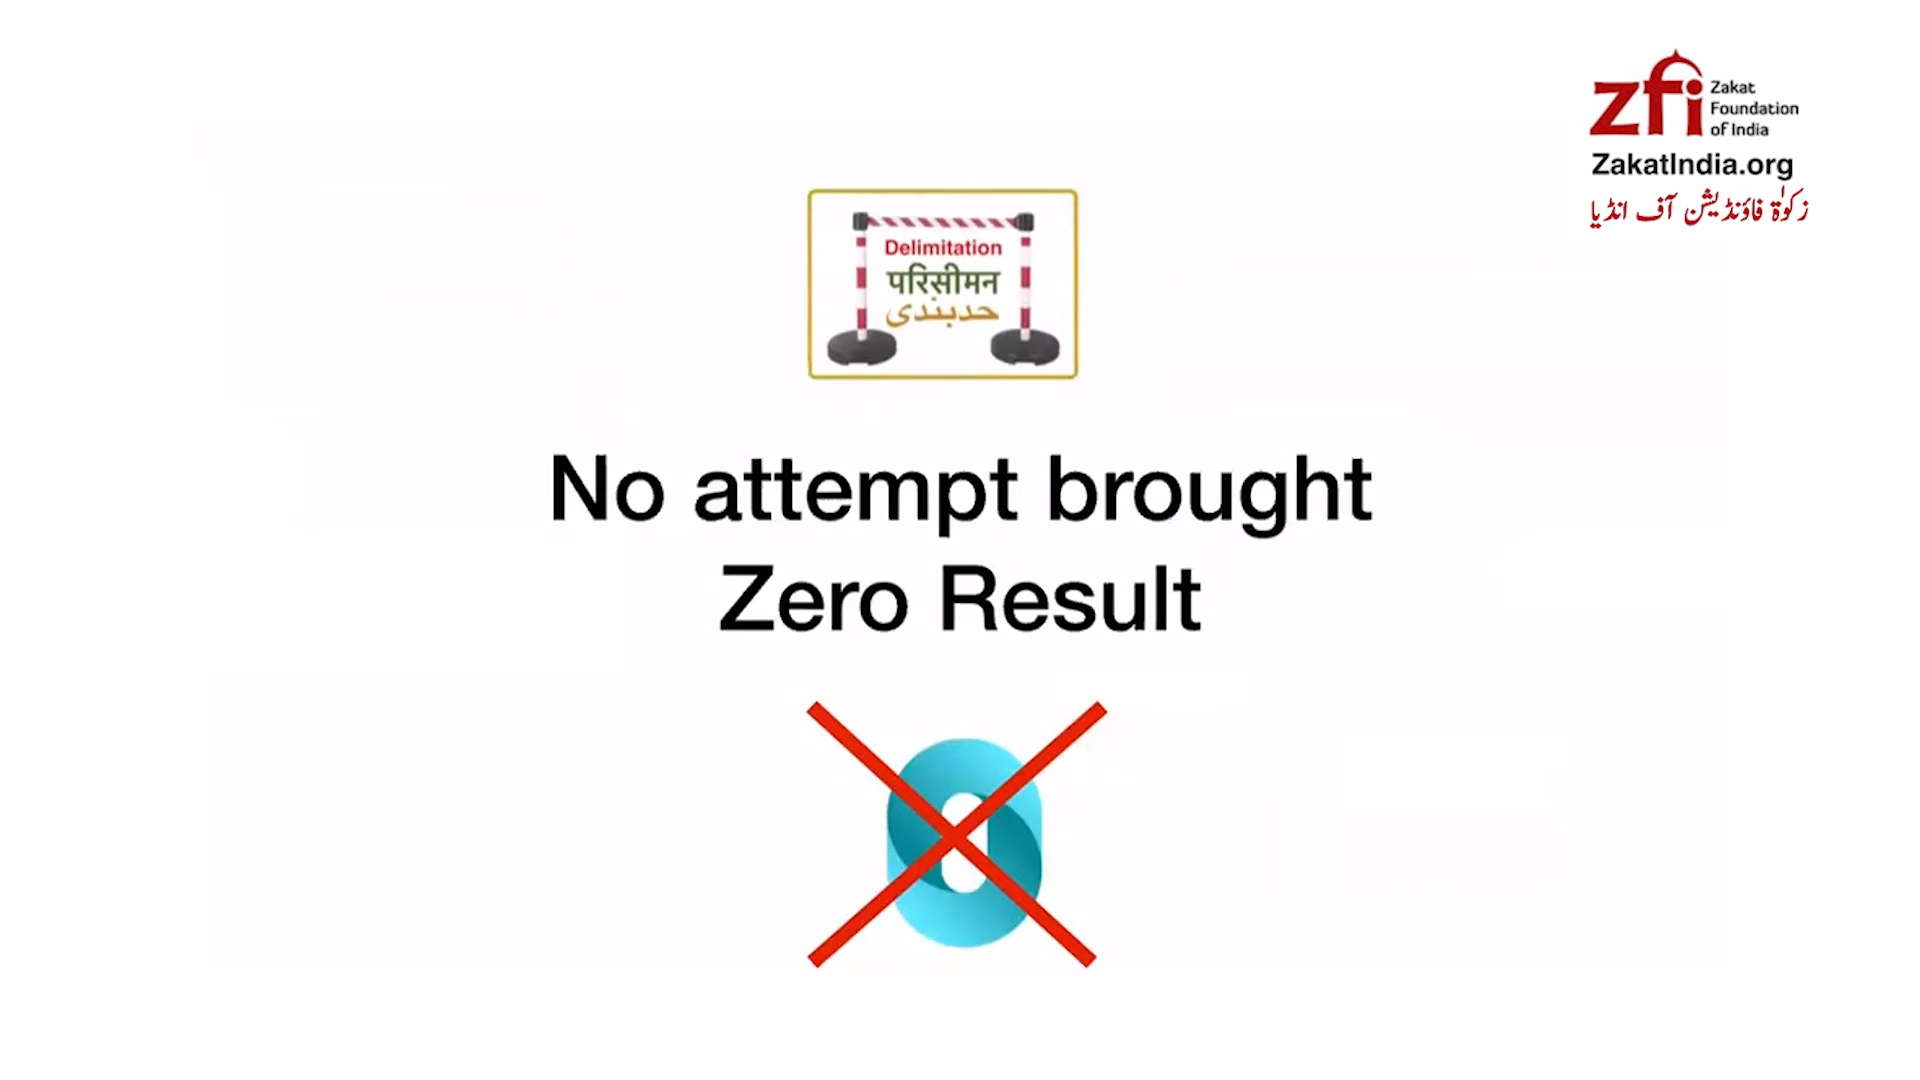 zfi Zakat
Foundation
of India
ZakatIndia.org
زکوٰۃ فاؤنڈیشن آف انڈیا
Delimitation
परिसीमन
حدبندی
No attempt brought
Zero Result
0